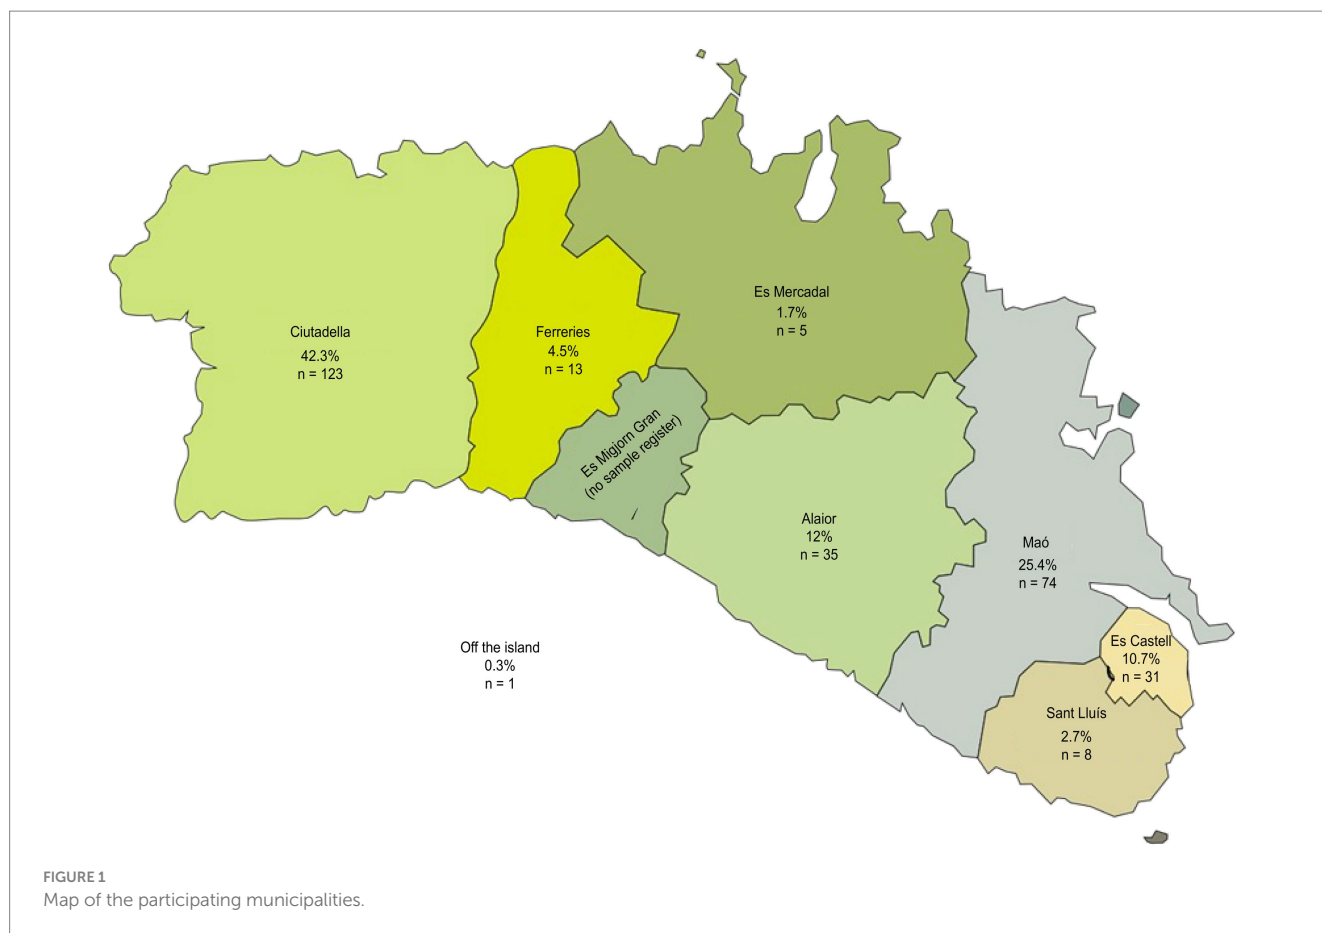 Es Mercadal
1.7%
n = 5
Ciutadella
42.3%
n = 123
Ferreries
4.5%
n = 13
Es Migjorn Gran
(no sample register)
Alaior
12%
n = 35
Maó
25.4%
n = 74
Off the island
0.3%
n = 1
Es Castell
10.7%
n = 31
Sant Lluís
2.7%
n = 8
FIGURE 1
Map of the participating municipalities.